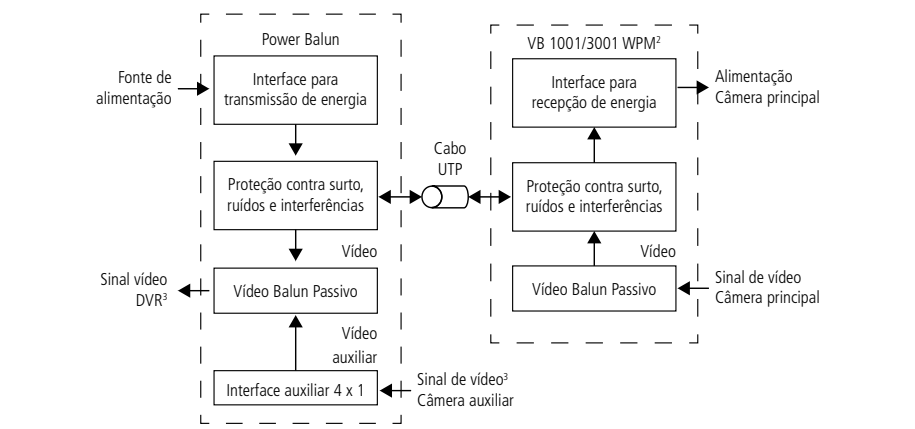 Power Balun
Fonte de
alimentação
Interface para
transmissão de energia
Proteção contra surto,
ruídos e interferências
Vídeo
Sinal vídeo
DVR³
Vídeo Balun Passivo
Vídeo
auxiliar
Interface auxiliar 4 x 1
Sinal de vídeo³
Câmera auxiliar
Cabo
UTP
VB 1001/3001 WPM²
Interface para
recepção de energia
Alimentação
Câmera principal
Proteção contra surto,
ruídos e interferências
Vídeo
Vídeo Balun Passivo
Sinal de vídeo
Câmera principal